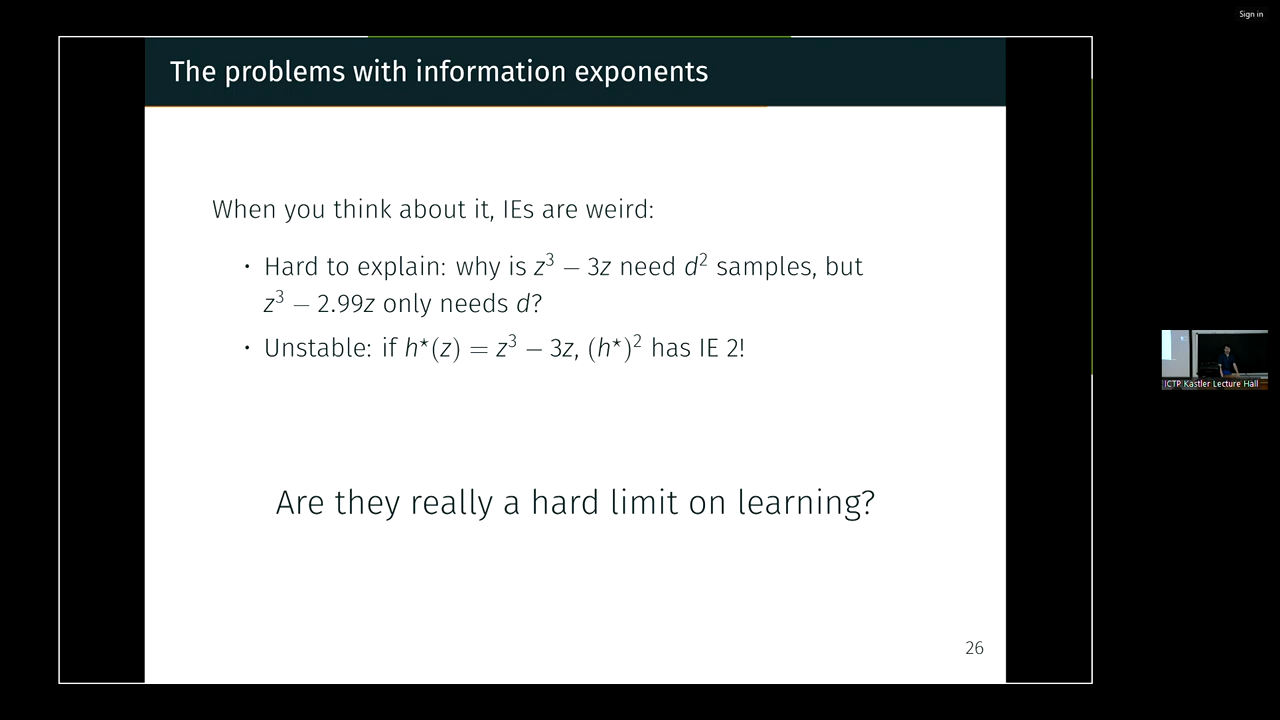 Sign in
The problems with information exponents
When you think about it, IEs are weird:
• Hard to explain: why is z³ − 3z need d² samples, but
z³ − 2.99z only needs d?
• Unstable: if h⋆(z) = z³ − 3z, (h⋆)² has IE 2!
ICTP Kastler Lecture Hall
Are they really a hard limit on learning?
26